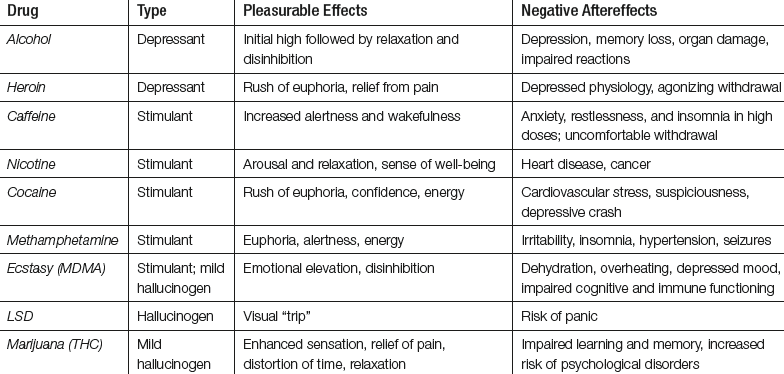 Drug Type Pleasurable Effects Negative Aftereffects
Alcohol Depressant Initial high followed by relaxation and Depression, memory loss, organ damage,
disinhibition impaired reactions
Heroin Depressant Rush of euphoria, relief from pain Depressed physiology, agonizing withdrawal
Caffeine Stimulant Increased alertness and wakefulness Anxiety, restlessness, and insomnia in high
doses; uncomfortable withdrawal
Nicotine Stimulant Arousal and relaxation, sense of well-being Heart disease, cancer
Cocaine Stimulant Rush of euphoria, confidence, energy Cardiovascular stress, suspiciousness,
depressive crash
Methamphetamine Stimulant Euphoria, alertness, energy Irritability, insomnia, hypertension, seizures
Ecstasy (MDMA) Stimulant; mild Emotional elevation, disinhibition Dehydration, overheating, depressed mood,
hallucinogen impaired cognitive and immune functioning
LSD Hallucinogen Visual “trip” Risk of panic
Marijuana (THC) Mild Enhanced sensation, relief of pain, Impaired learning and memory, increased
hallucinogen distortion of time, relaxation risk of psychological disorders